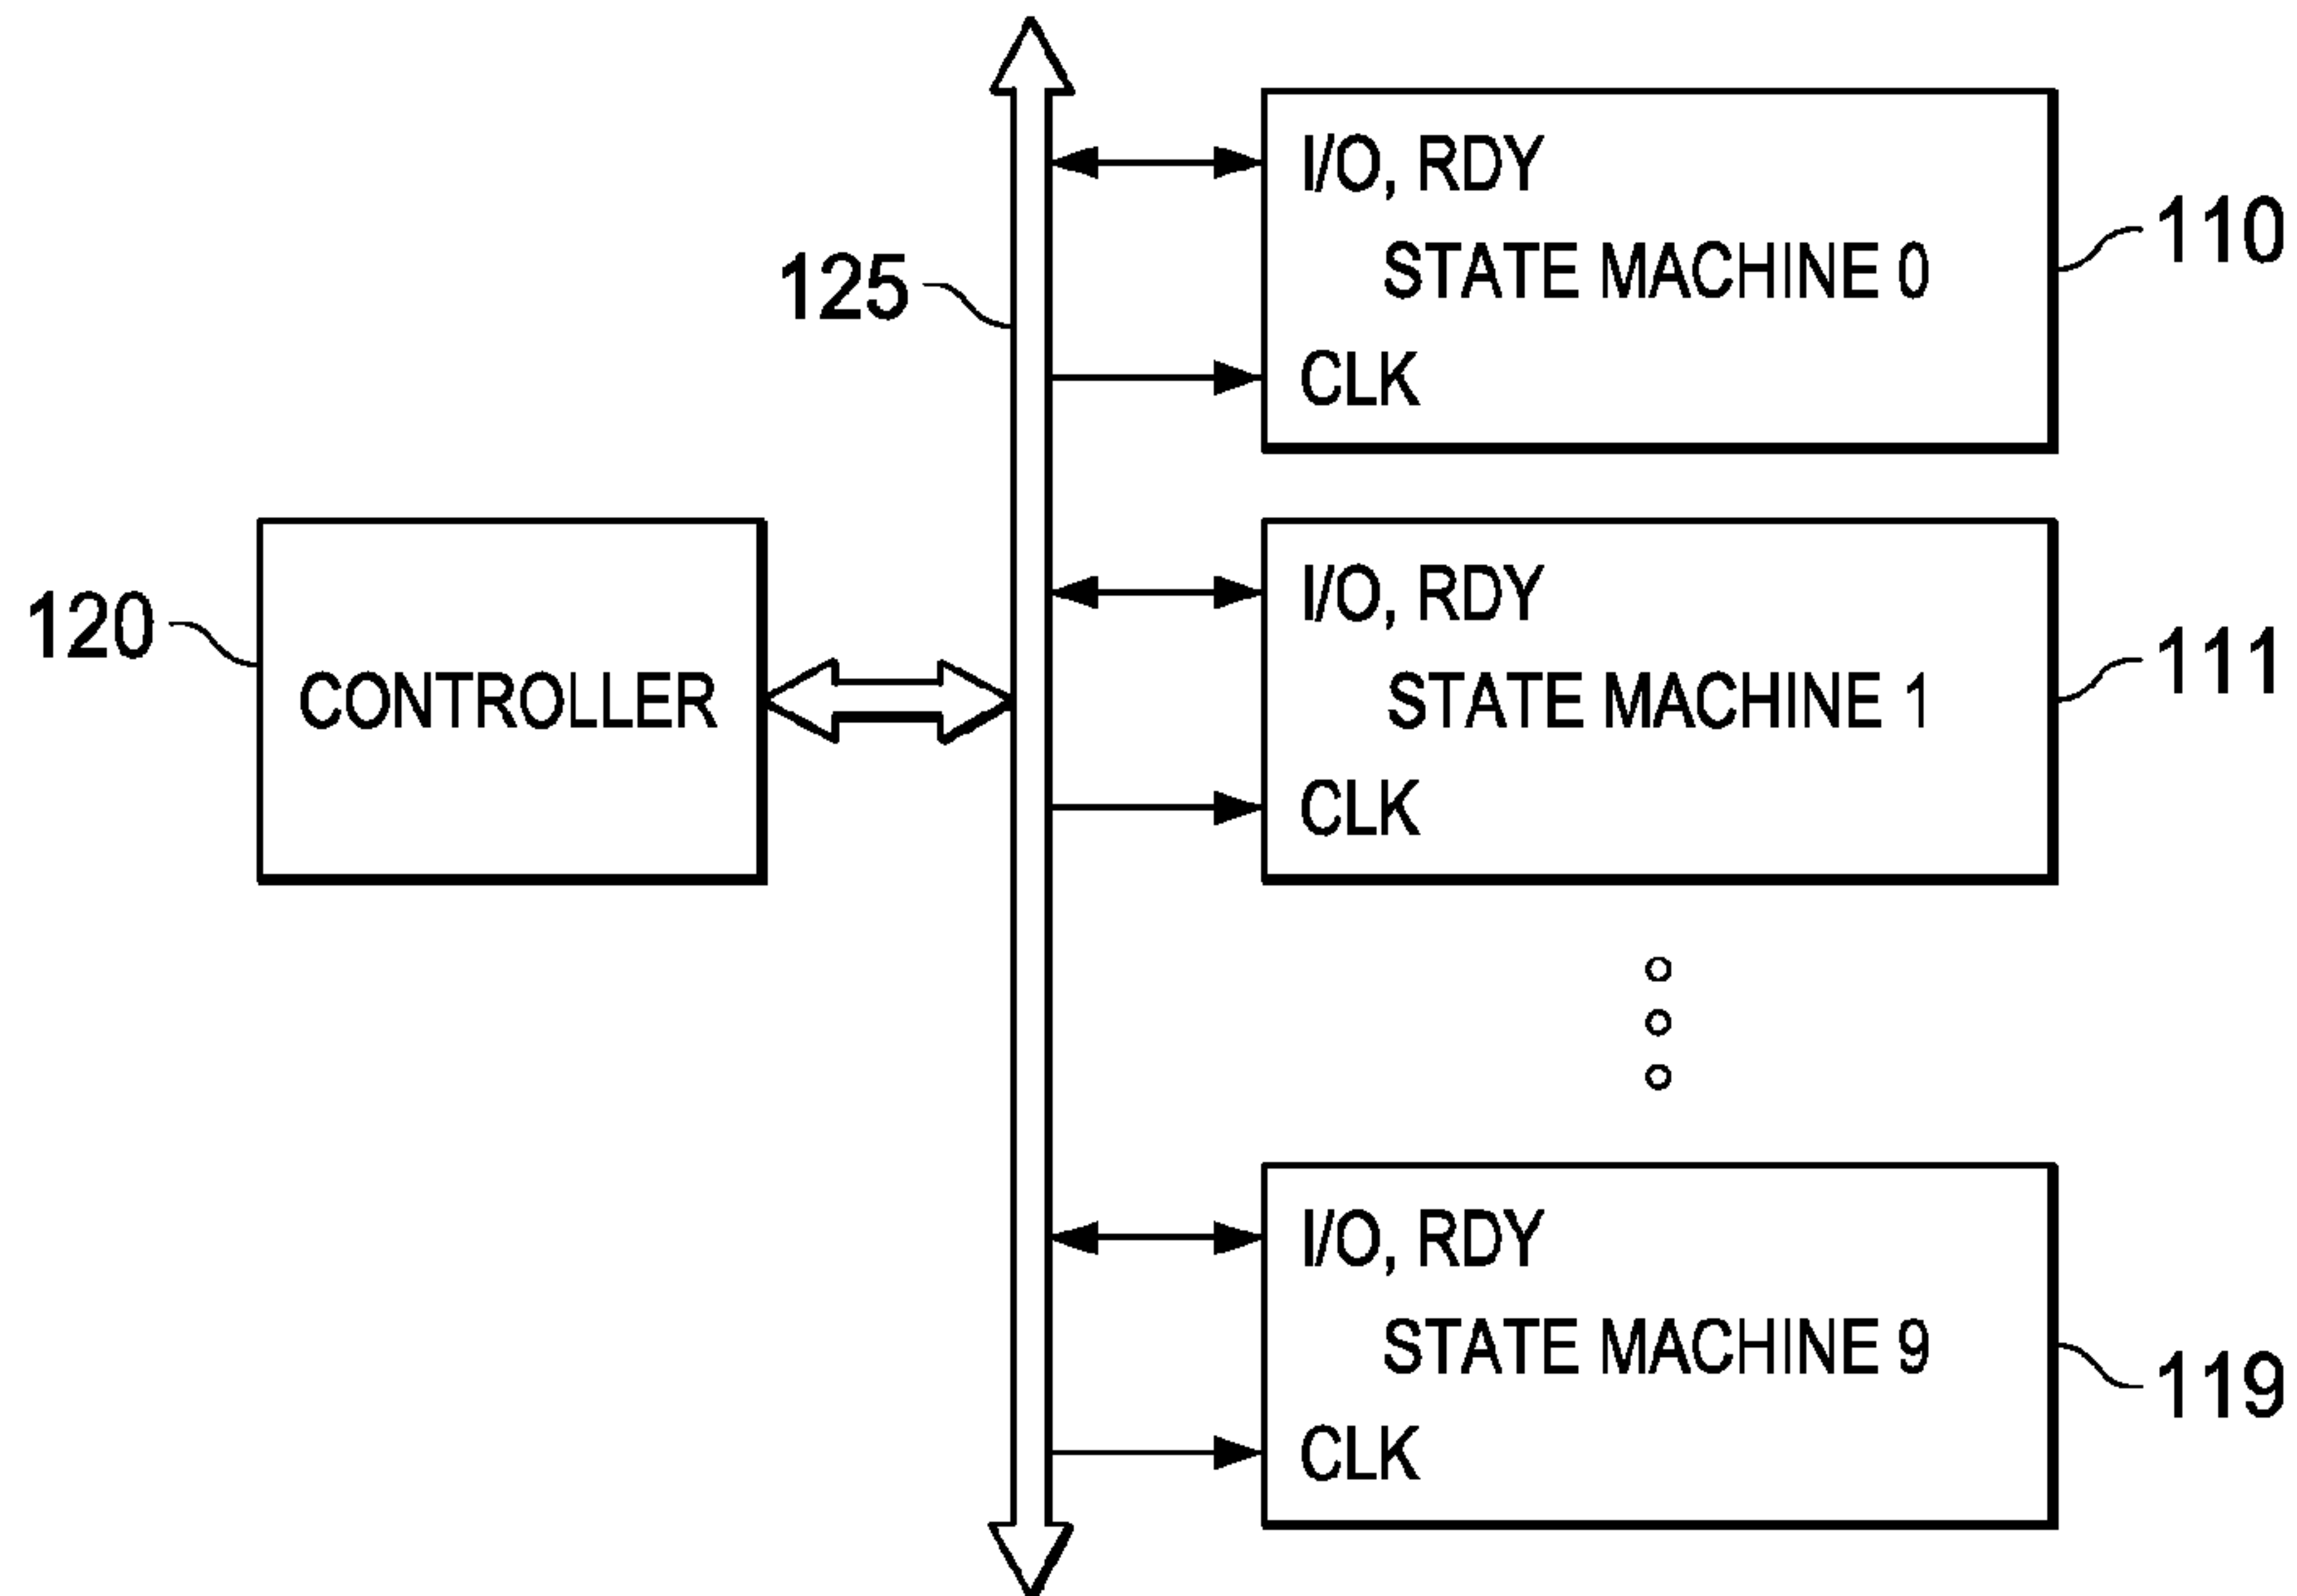 125
I/O, RDY
STATE MACHINE 0
CLK
110
120
CONTROLLER
I/O, RDY
STATE MACHINE 1
CLK
111
I/O, RDY
STATE MACHINE 9
CLK
119